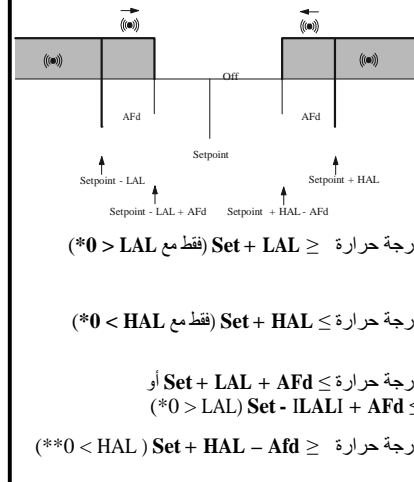 Off
AFd AFd
Setpoint
Setpoint - LAL Setpoint + HAL
Setpoint - LAL + AFd Setpoint + HAL - AFd
رجة حرارة ≥ Set + LAL (فقط مع LAL < 0*)
رجة حرارة ≤ Set + HAL (فقط مع HAL > 0*)
رجة حرارة ≤ Set + LAL + AFd أو
≤ Set - ILALI + AFd (LAL < 0*)
رجة حرارة ≥ Set + HAL – Afd ( HAL > 0**)